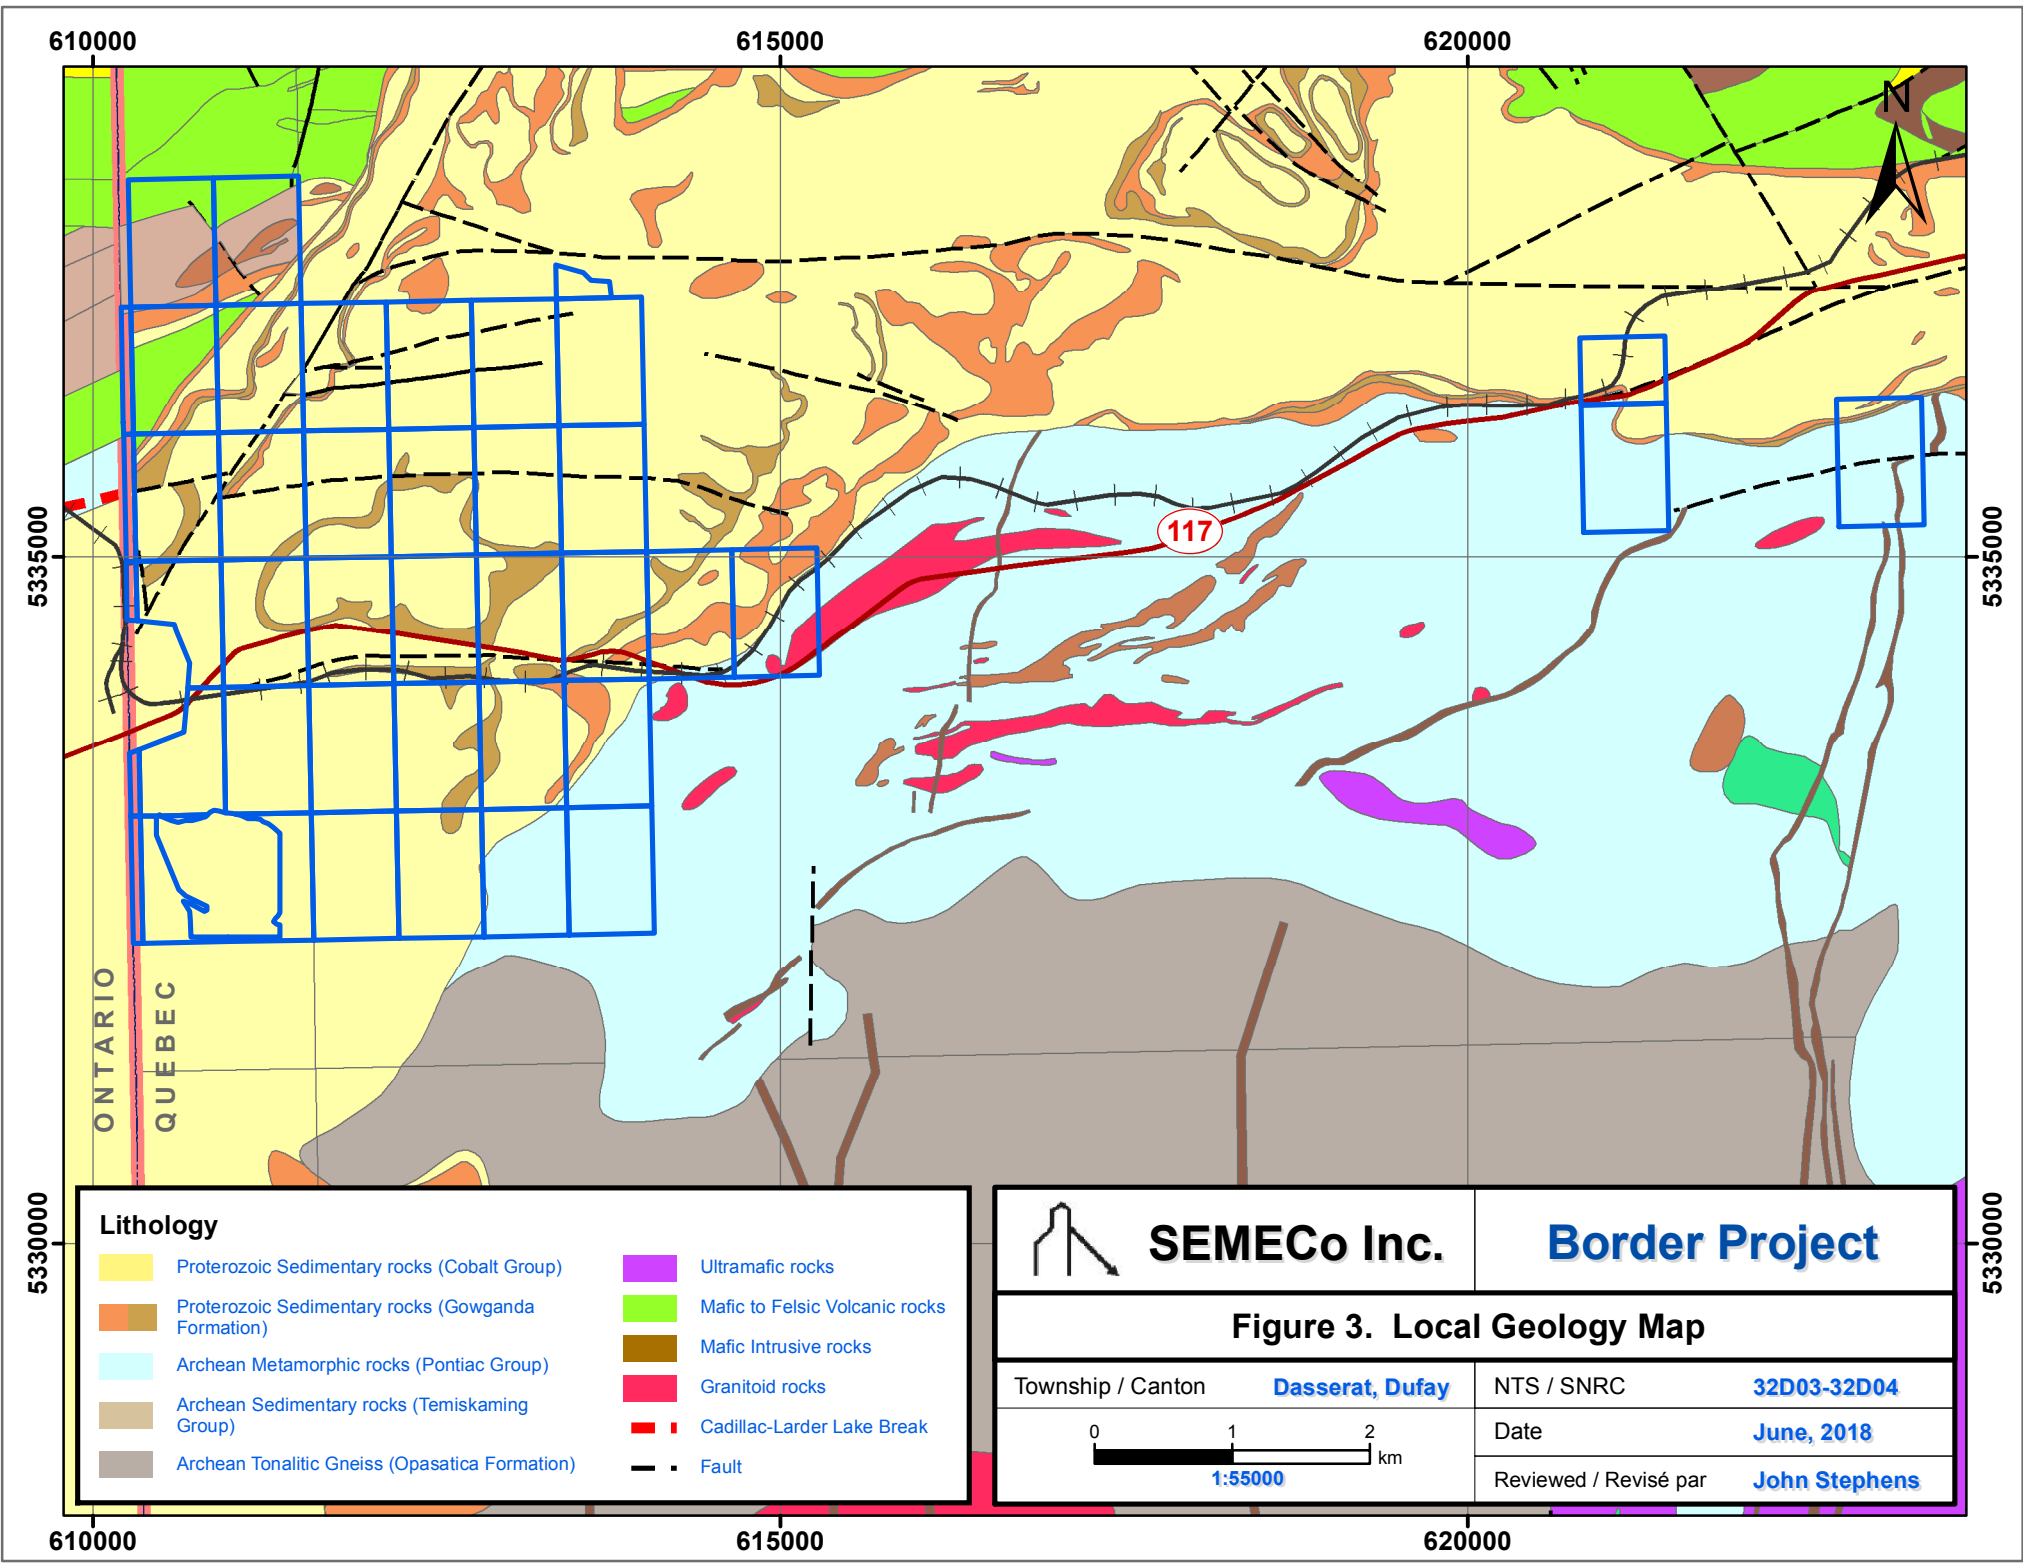 610000
615000
620000
N
5335000
5335000
117
ONTARIO
QUEBEC
5330000
5330000
Lithology
Proterozoic Sedimentary rocks (Cobalt Group)
Proterozoic Sedimentary rocks (Gowganda
Formation)
Archean Metamorphic rocks (Pontiac Group)
Archean Sedimentary rocks (Temiskaming
Group)
Archean Tonalitic Gneiss (Opasatica Formation)
Ultramafic rocks
Mafic to Felsic Volcanic rocks
Mafic Intrusive rocks
Granitoid rocks
Cadillac-Larder Lake Break
Fault
SEMECo Inc.
Border Project
Figure 3. Local Geology Map
Township / Canton
Dasserat, Dufay
NTS / SNRC
32D03-32D04
0 1 2
km
1:55000
Date
June, 2018
Reviewed / Revisé par
John Stephens
610000
615000
620000